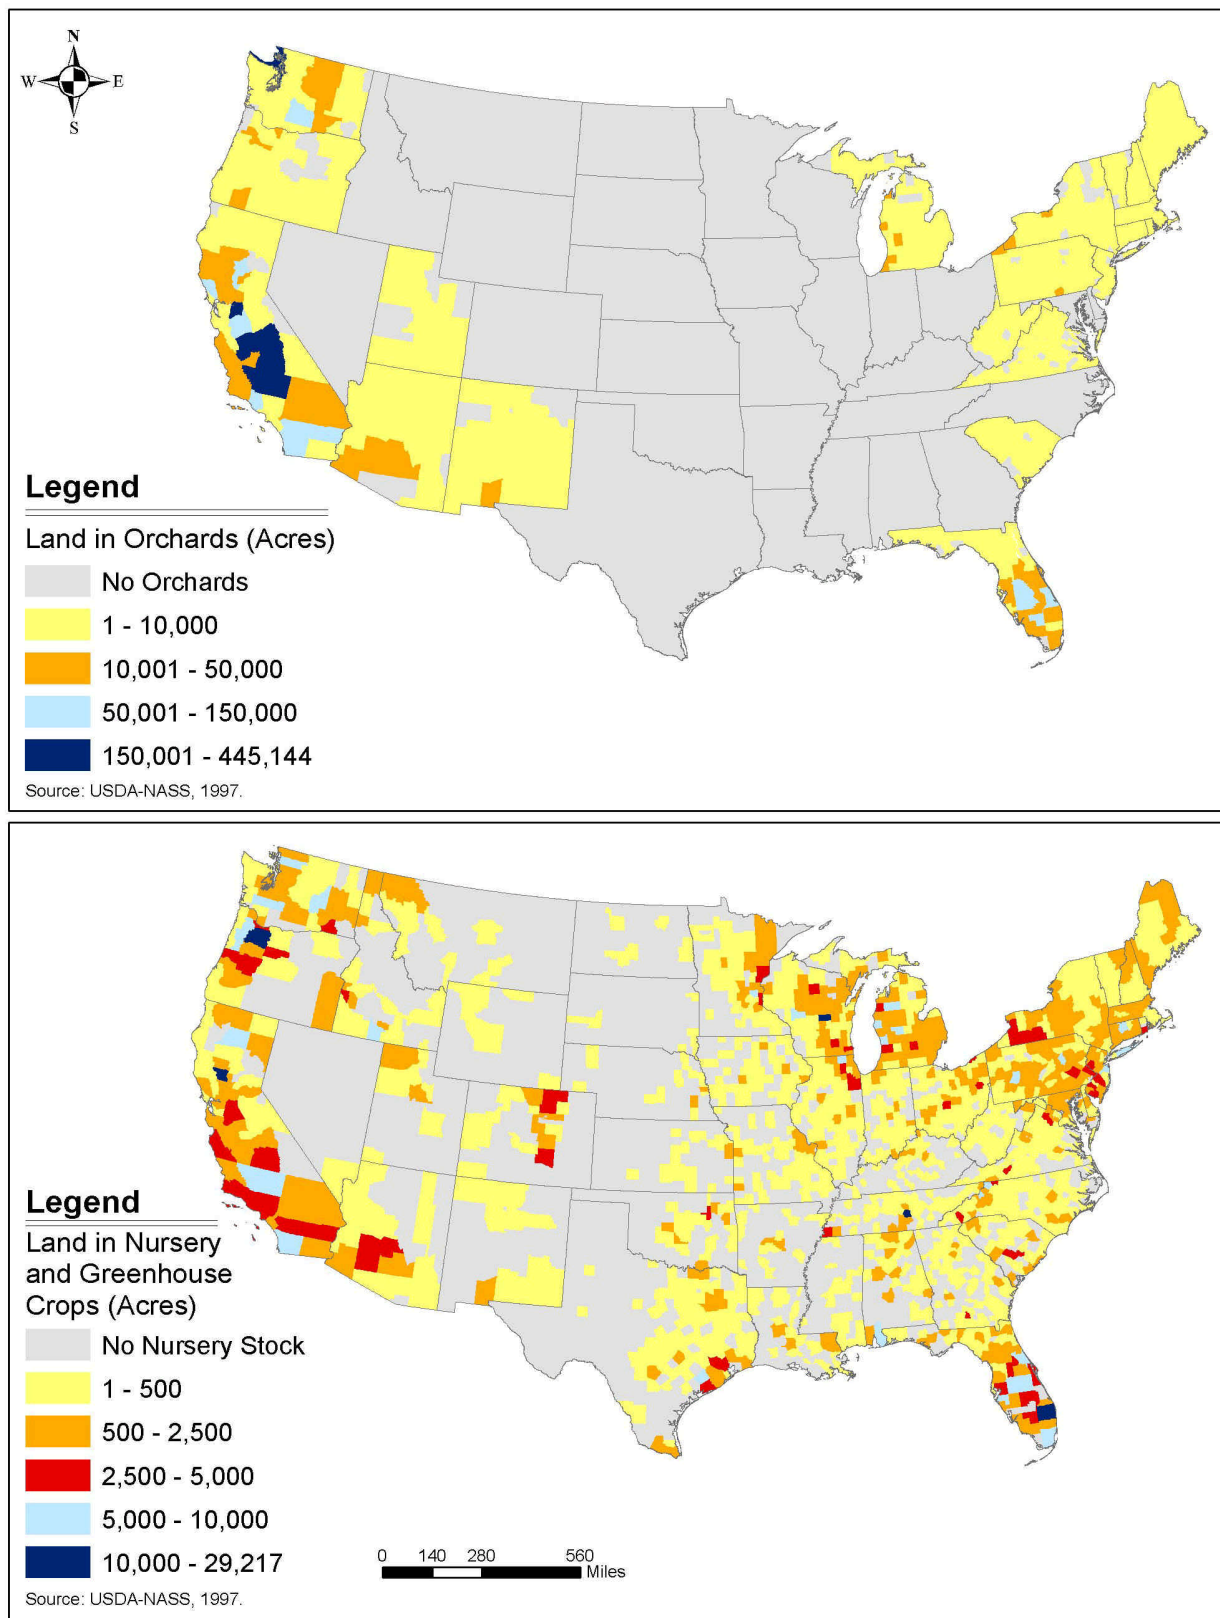 N
W E
S
Legend
Land in Orchards (Acres)
No Orchards
1 - 10,000
10,001 - 50,000
50,001 - 150,000
150,001 - 445,144
Source: USDA-NASS, 1997.
Legend
Land in Nursery
and Greenhouse
Crops (Acres)
No Nursery Stock
1 - 500
500 - 2,500
2,500 - 5,000
5,000 - 10,000
10,000 - 29,217
Source: USDA-NASS, 1997.
0 140 280 560
Miles